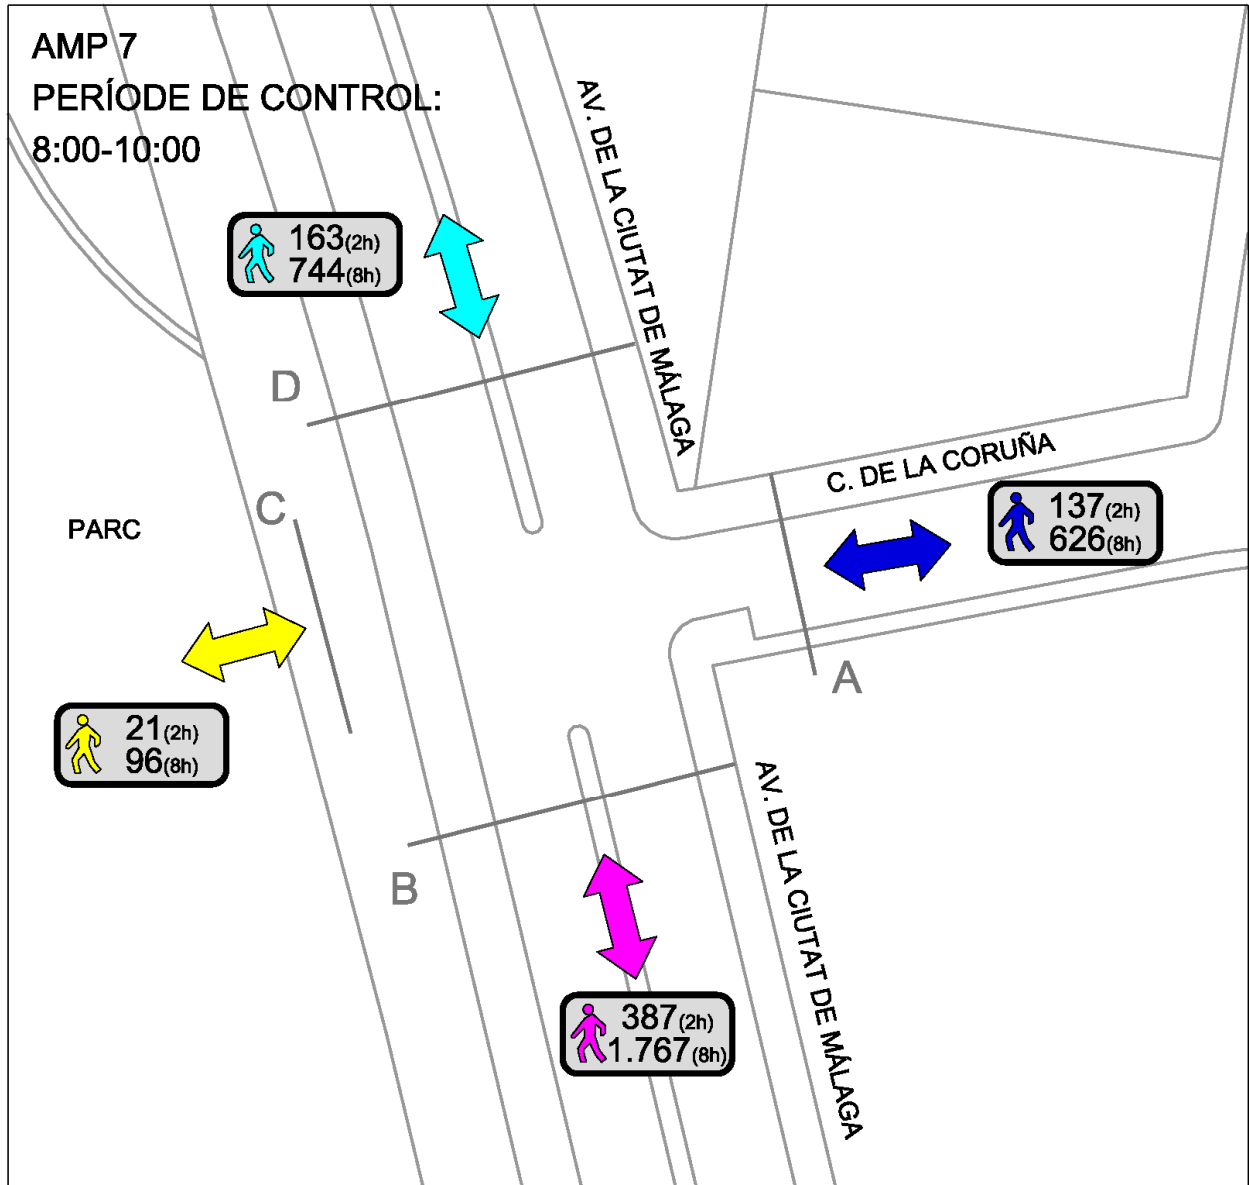 AMP 7
PERÍODE DE CONTROL:
8:00-10:00
AV. DE LA CIUTAT DE MÁLAGA
163(2h)
744(8h)
D
C. DE LA CORUÑA
C
PARC
137(2h)
626(8h)
A
21(2h)
96(8h)
B
AV. DE LA CIUTAT DE MÁLAGA
387(2h)
1.767(8h)